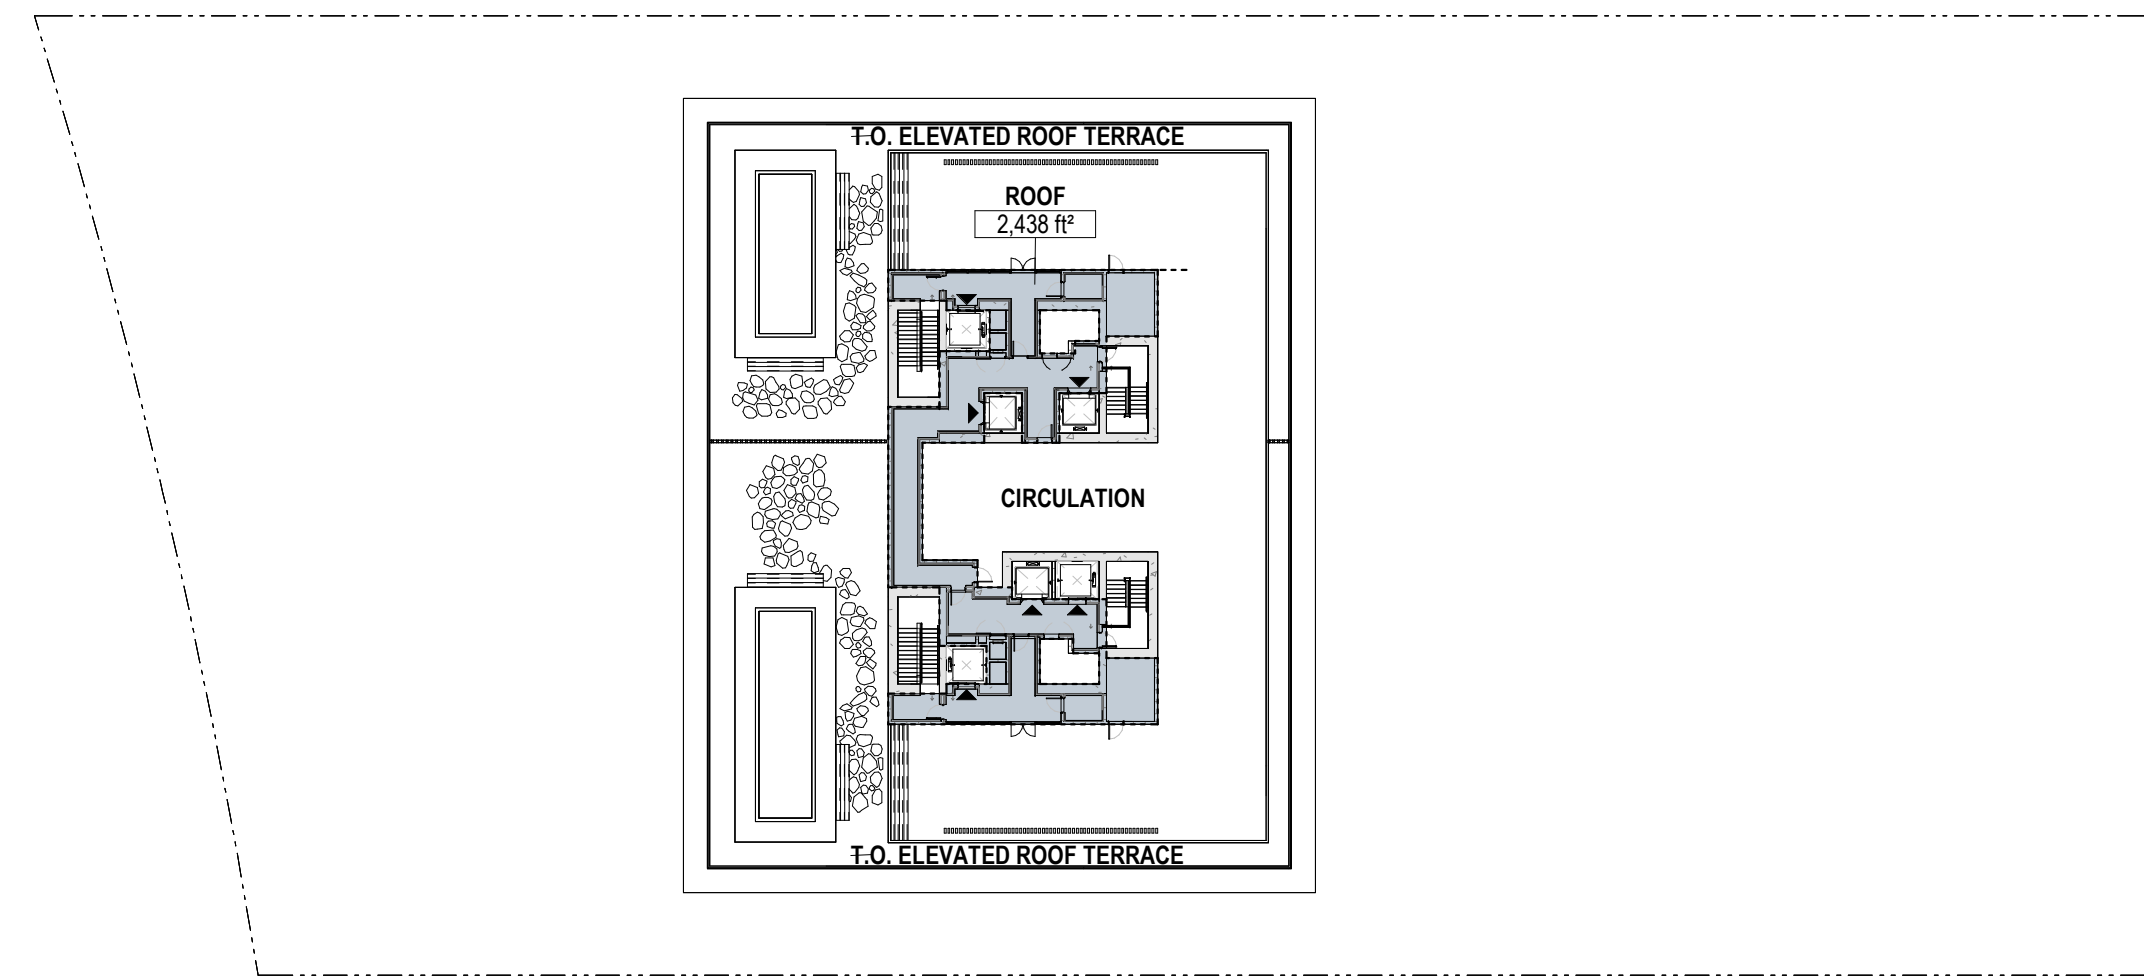 T.O. ELEVATED ROOF TERRACE
ROOF
2,438 ft²
CIRCULATION
T.O. ELEVATED ROOF TERRACE